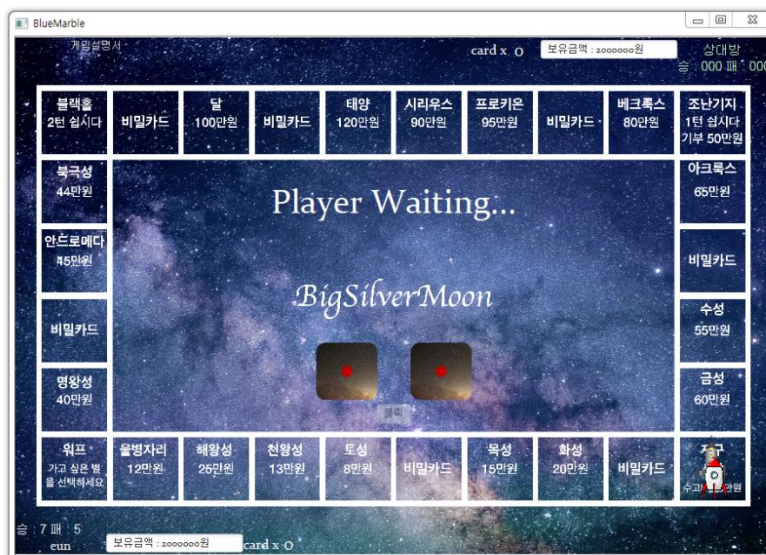 BlueMarble
게임설명서
card x 0
보유금액 : 2000000원
상대방
승 : 000 패 : 000
블랙홀
2턴 쉽시다
비밀카드
달
100만원
비밀카드
태양
120만원
시리우스
90만원
프로키온
95만원
비밀카드
베크룩스
80만원
조난기지
1턴 쉽시다
기부 50만원
북극성
44만원
아크룩스
65만원
Player Waiting...
안드로메다
45만원
비밀카드
BigSilverMoon
비밀카드
수성
55만원
명왕성
40만원
금성
60만원
워프
가고 싶은 별
을 선택하세요
물병자리
12만원
해왕성
25만원
천왕성
13만원
토성
8만원
비밀카드
목성
15만원
화성
20만원
비밀카드
승 : 7 패 : 5
eun
보유금액 : 2000000원
card x 0